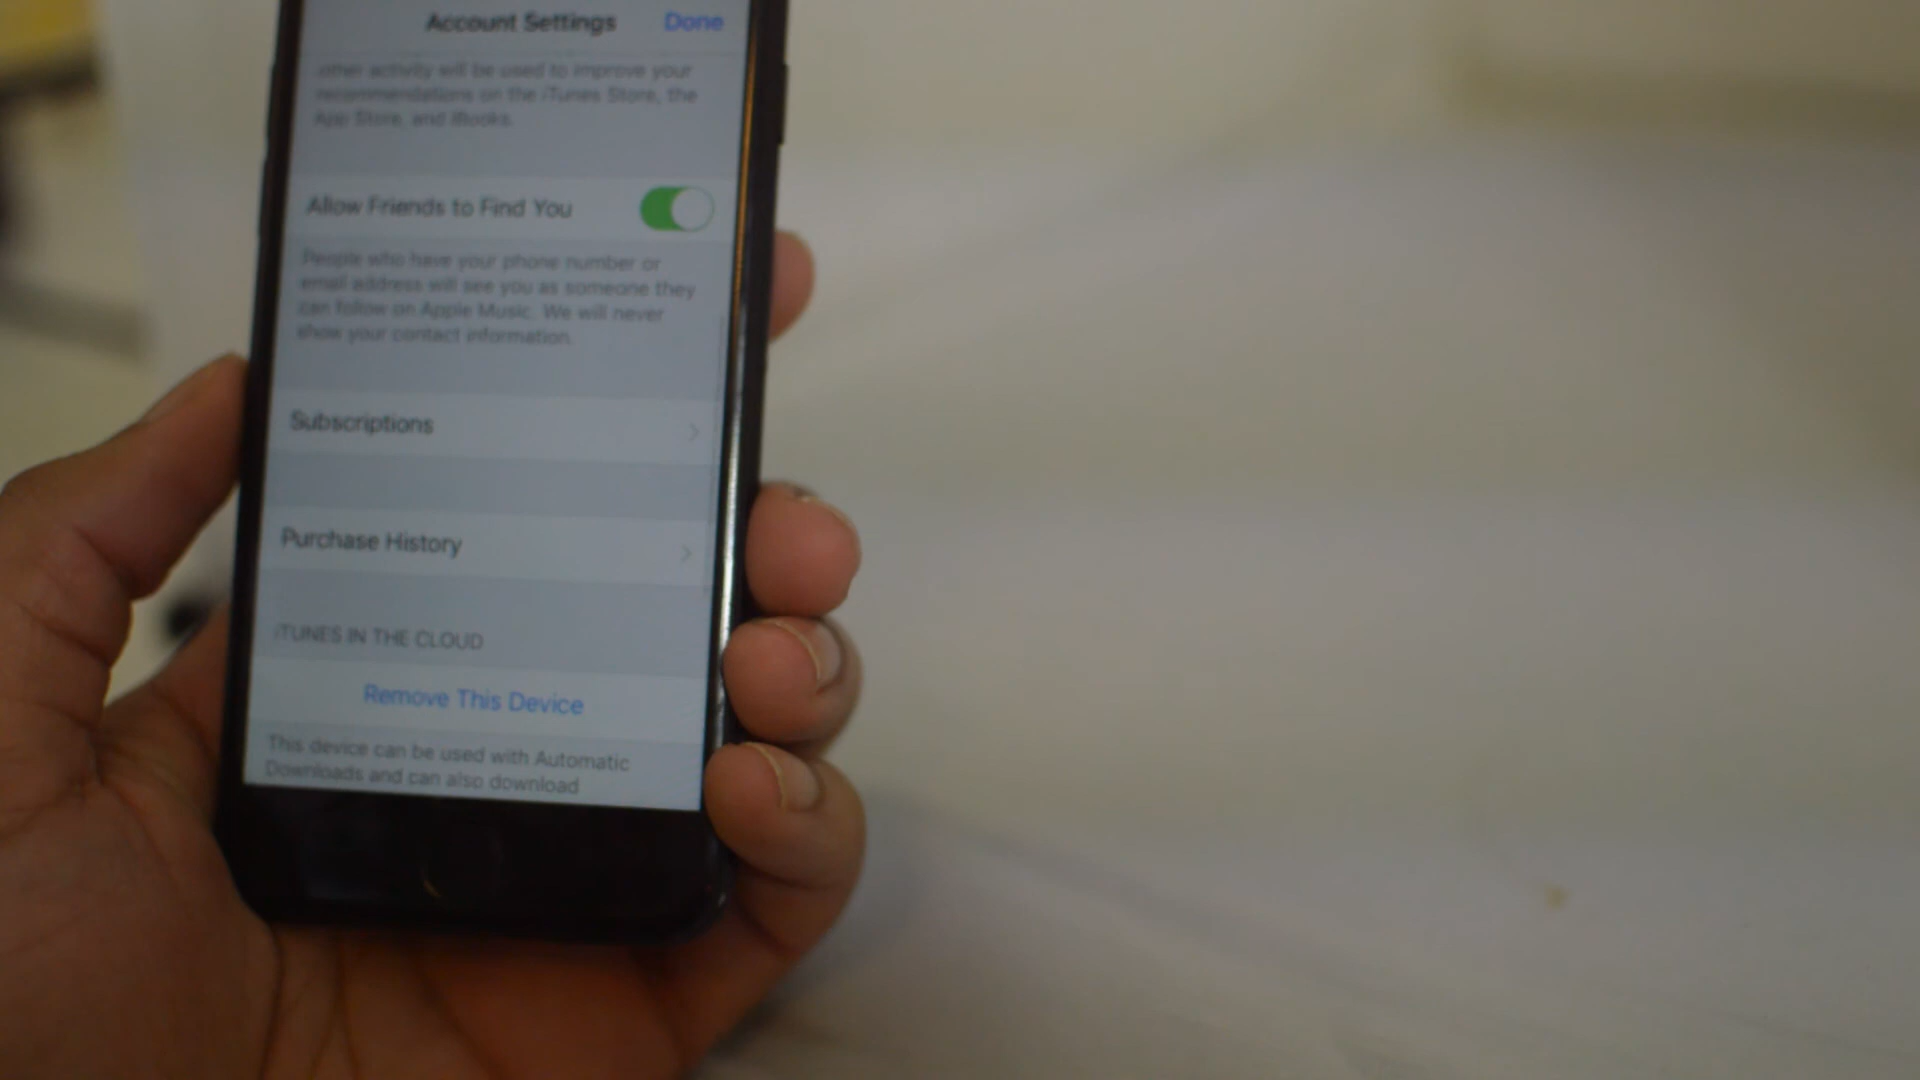 Account Settings Done
other activity will be used to improve your
recommendations on the iTunes Store, the
App Store, and iBooks.
Allow Friends to Find You
People who have your phone number or
email address will see you as someone they
can follow on Apple Music. We will never
show your contact information.
Subscriptions
Purchase History
iTUNES IN THE CLOUD
Remove This Device
This device can be used with Automatic
Downloads and can also download